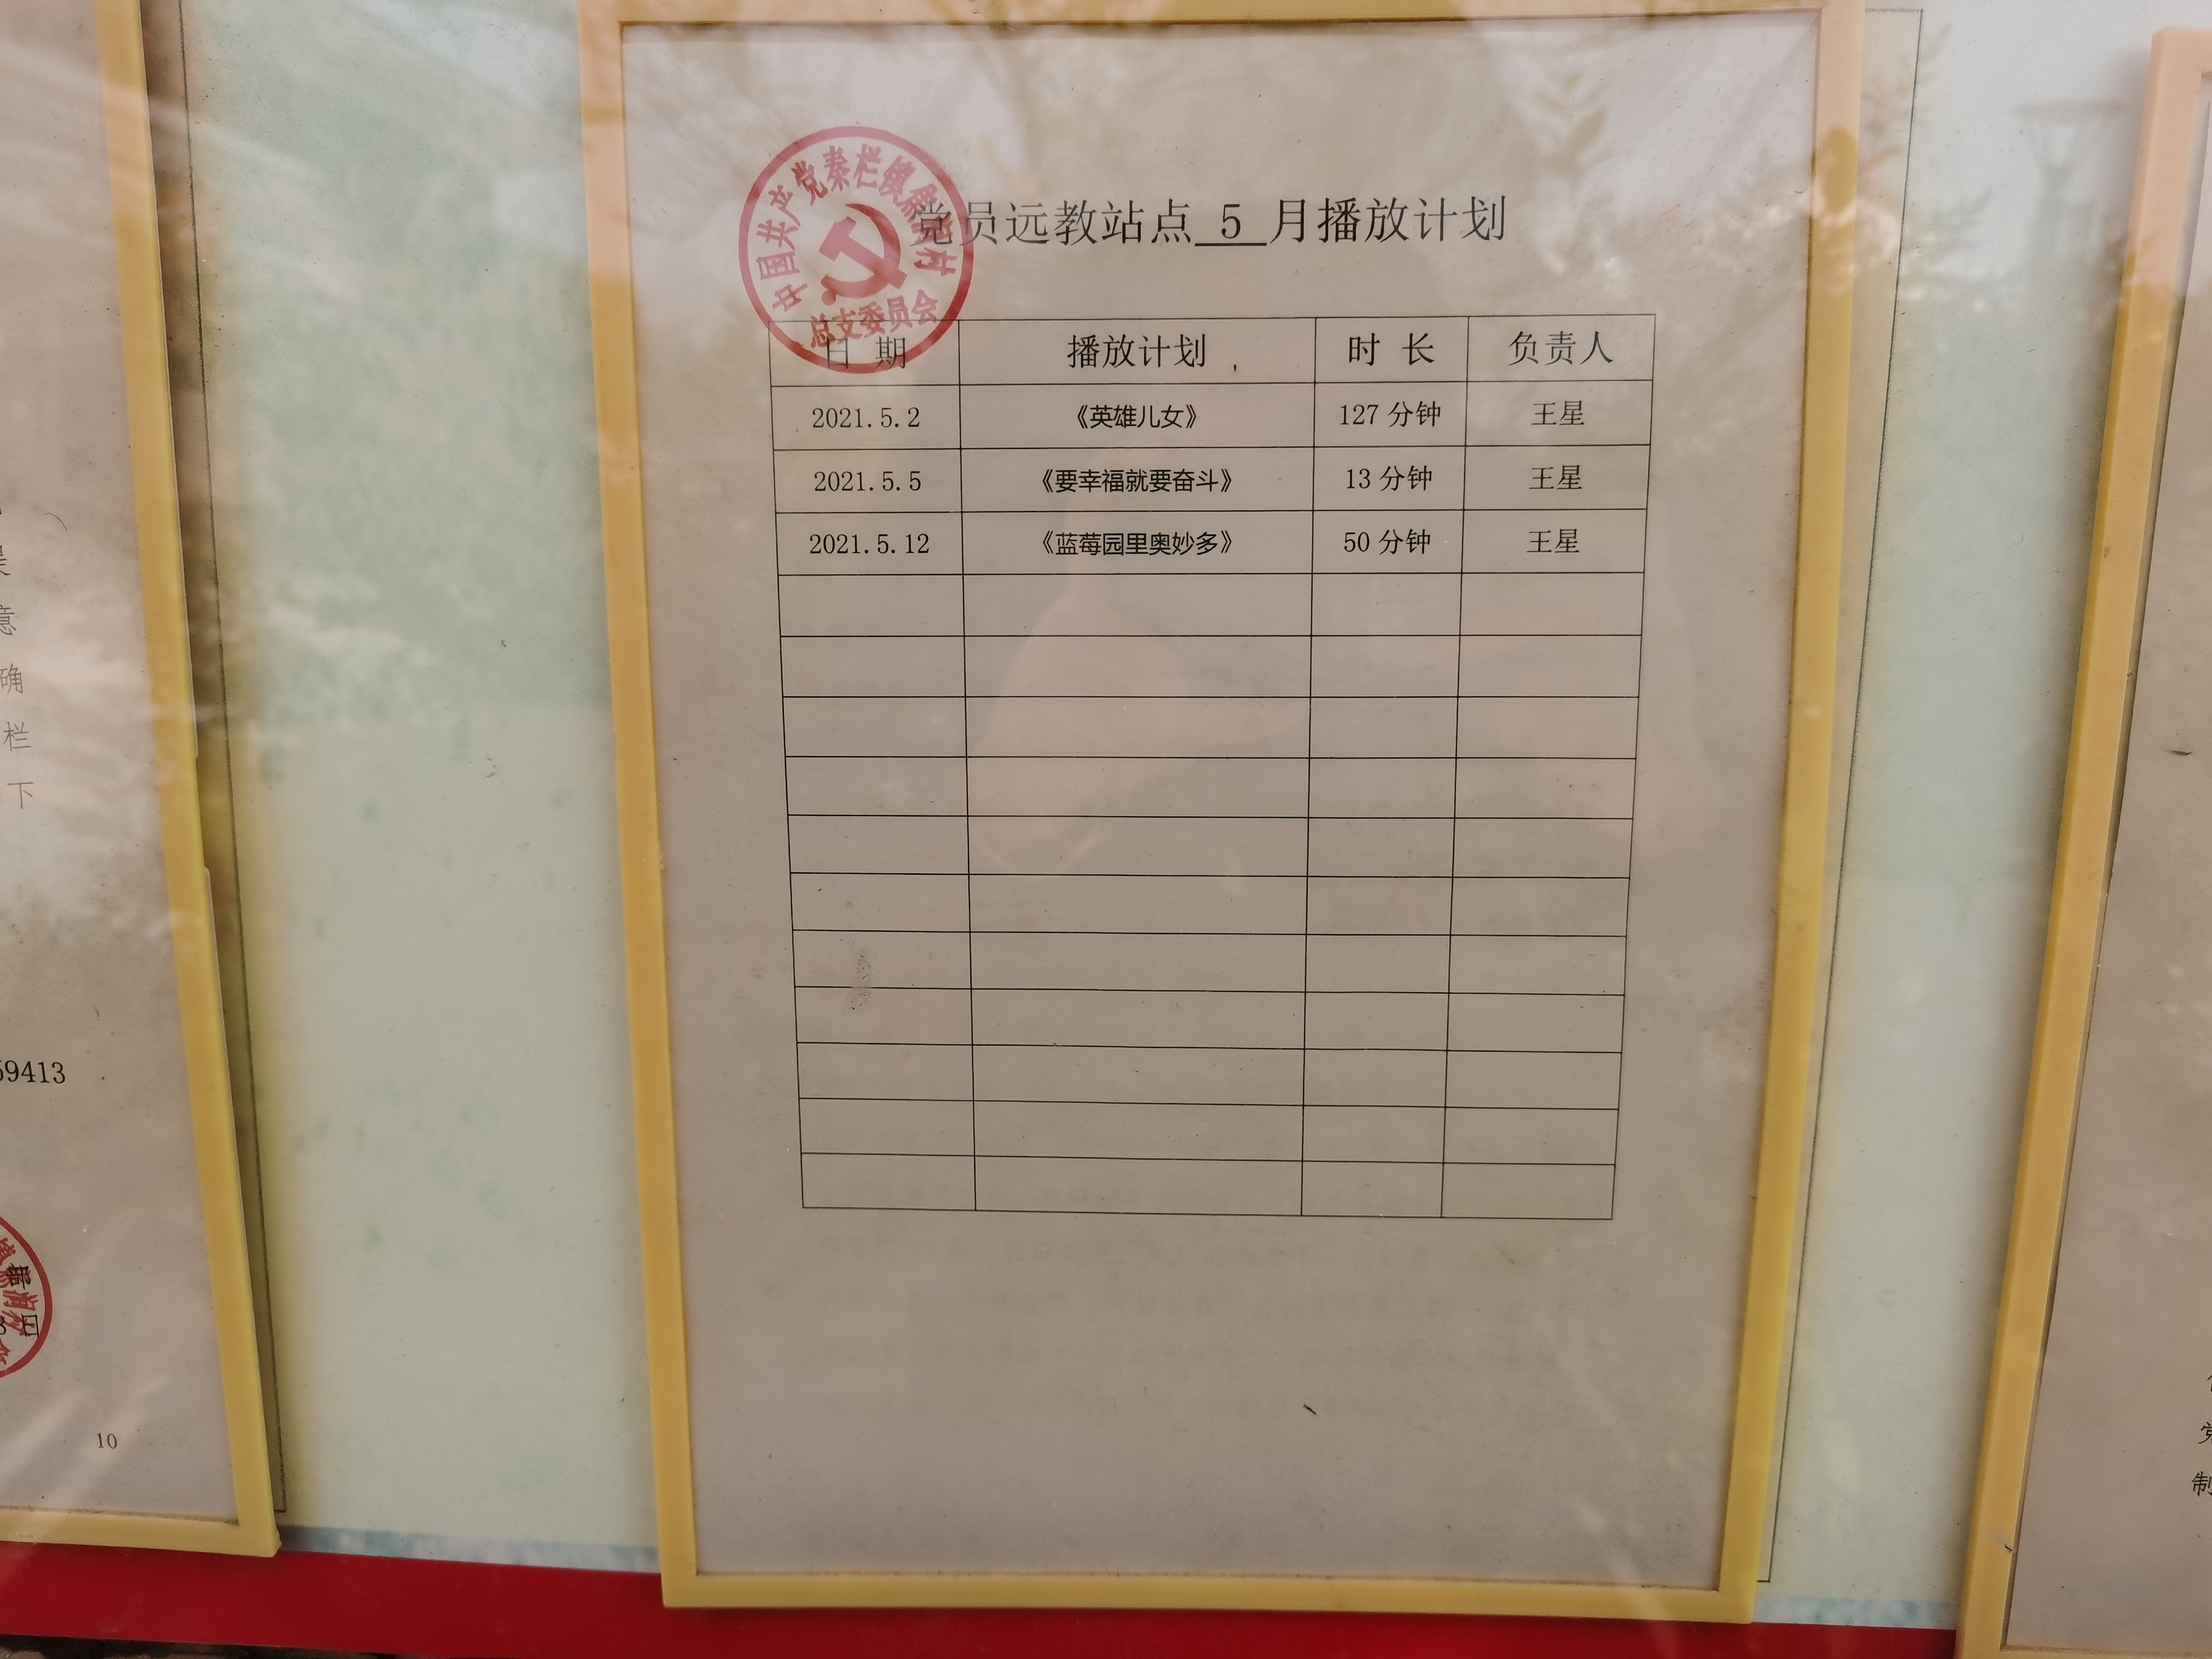 党员远教站点 5 月播放计划
中国共产党秦栏镇村
总支委员会
日 期 播放计划 时 长 负责人
2021.5.2 《英雄儿女》 127 分钟 王星
2021.5.5 《要幸福就要奋斗》 13 分钟 王星
2021.5.12 《蓝莓园里奥妙多》 50 分钟 王星
意
确
栏
下
59413
10
制